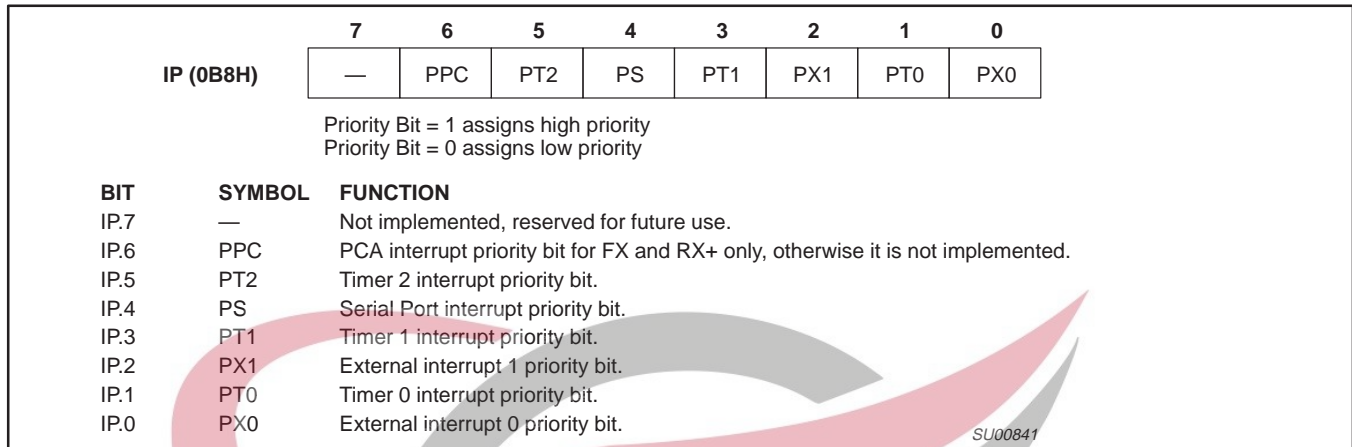 7 6 5 4 3 2 1 0
IP (0B8H) — PPC PT2 PS PT1 PX1 PT0 PX0
Priority Bit = 1 assigns high priority
Priority Bit = 0 assigns low priority
BIT SYMBOL FUNCTION
IP.7 — Not implemented, reserved for future use.
IP.6 PPC PCA interrupt priority bit for FX and RX+ only, otherwise it is not implemented.
IP.5 PT2 Timer 2 interrupt priority bit.
IP.4 PS Serial Port interrupt priority bit.
IP.3 PT1 Timer 1 interrupt priority bit.
IP.2 PX1 External interrupt 1 priority bit.
IP.1 PT0 Timer 0 interrupt priority bit.
IP.0 PX0 External interrupt 0 priority bit.
SU00841